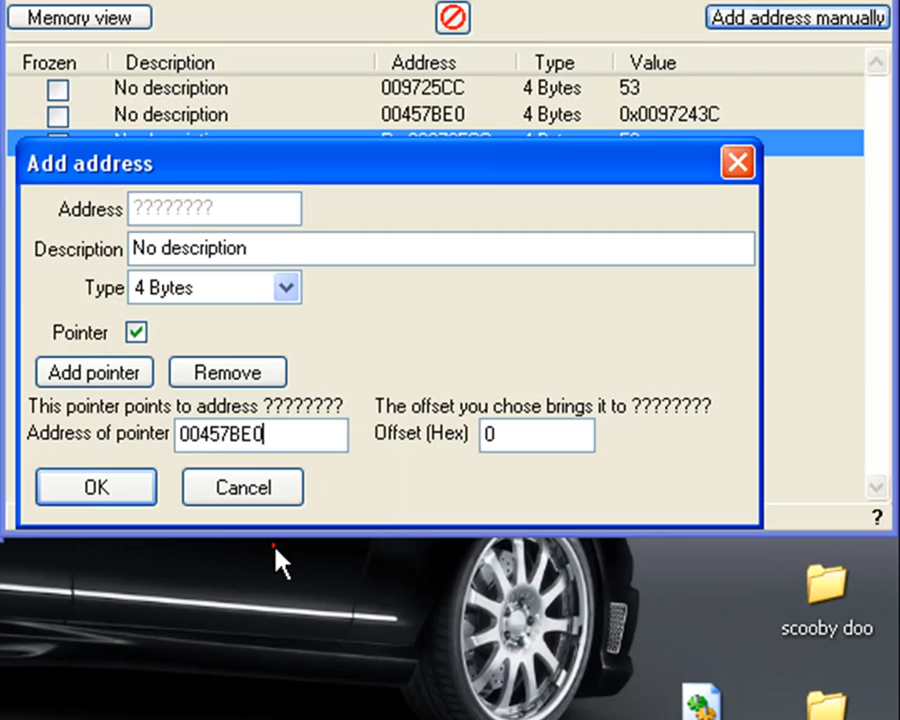 Memory view
Add address manually
Frozen Description Address Type Value
No description 009725CC 4 Bytes 53
No description 00457BE0 4 Bytes 0x0097243C
Add address
Address ????????
Description No description
Type 4 Bytes
Pointer
Add pointer Remove
This pointer points to address ???????? The offset you chose brings it to ????????
Address of pointer 00457BE0 Offset (Hex) 0
OK Cancel
?
scooby doo